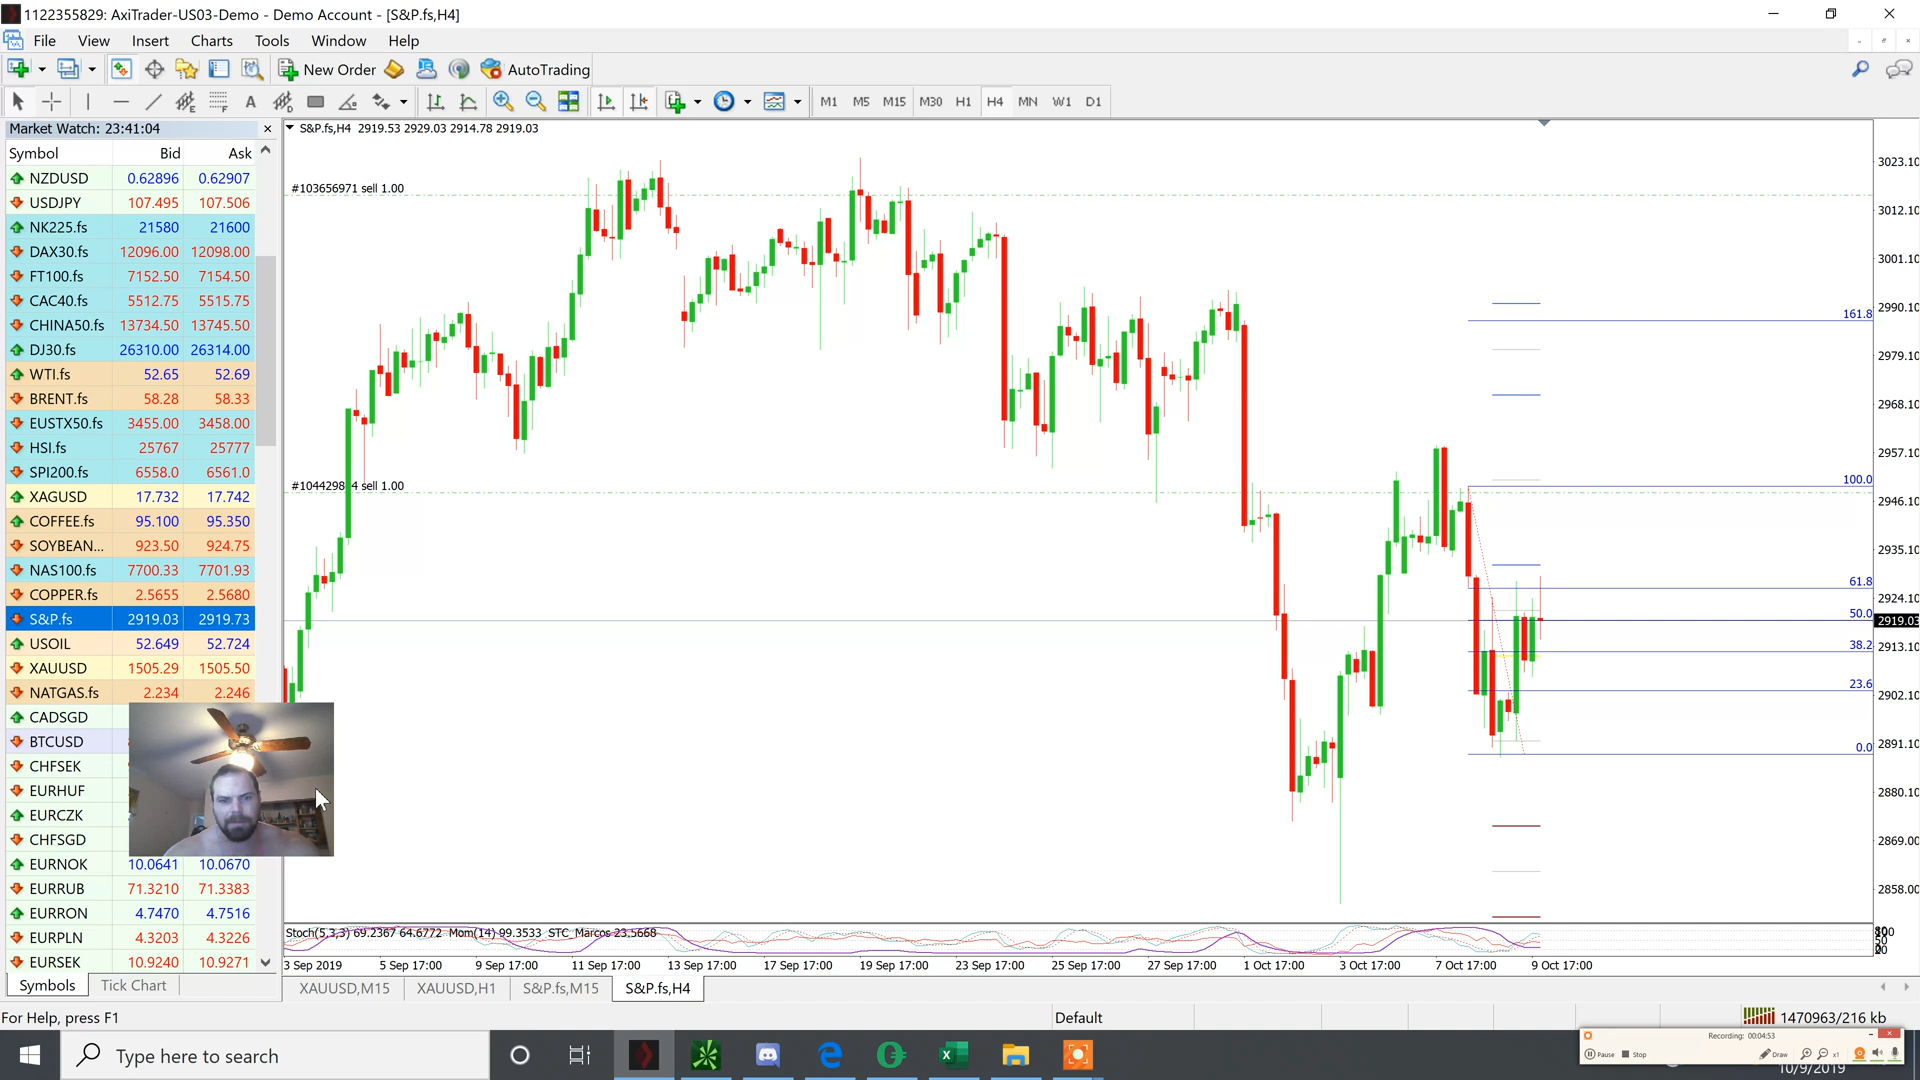 1122355829: AxiTrader-US03-Demo - Demo Account - [S&P.fs,H4]
File View Insert Charts Tools Window Help
New Order AutoTrading
M1 M5 M15 M30 H1 H4 MN W1 D1
Market Watch: 23:41:04
Symbol Bid Ask
NZDUSD 0.62896 0.62907
USDJPY 107.495 107.506
NK225.fs 21580 21600
DAX30.fs 12096.00 12098.00
FT100.fs 7152.50 7154.50
CAC40.fs 5512.75 5515.75
CHINA50.fs 13734.50 13745.50
DJ30.fs 26310.00 26314.00
WTI.fs 52.65 52.69
BRENT.fs 58.28 58.33
EUSTX50.fs 3455.00 3458.00
HSI.fs 25767 25777
SPI200.fs 6558.0 6561.0
XAGUSD 17.732 17.742
COFFEE.fs 95.100 95.350
SOYBEAN... 923.50 924.75
NAS100.fs 7700.33 7701.93
COPPER.fs 2.5655 2.5680
S&P.fs 2919.03 2919.73
USOIL 52.649 52.724
XAUUSD 1505.29 1505.50
NATGAS.fs 2.234 2.246
CADSGD
BTCUSD
CHFSEK
EURHUF
EURCZK
CHFSGD
EURNOK 10.0641 10.0670
EURRUB 71.3210 71.3383
EURRON 4.7470 4.7516
EURPLN 4.3203 4.3226
EURSEK 10.9240 10.9271
Symbols Tick Chart
S&P.fs,H4 2919.53 2929.03 2914.78 2919.03
#103656971 sell 1.00
sell 1.00
161.8
100.0
61.8
50.0
38.2
23.6
0.0
3023.10
3012.10
3001.10
2990.10
2979.10
2968.10
2957.10
2946.10
2935.10
2924.10
2919.03
2913.10
2902.10
2891.10
2880.10
2869.00
2858.00
Stoch(5,3,3) 69.2367 64.6772 Mom(14) 99.3533 STC_Marcos 23.5668
3 Sep 2019 5 Sep 17:00 9 Sep 17:00 11 Sep 17:00 13 Sep 17:00 17 Sep 17:00 19 Sep 17:00 23 Sep 17:00 25 Sep 17:00 27 Sep 17:00 1 Oct 17:00 3 Oct 17:00 7 Oct 17:00 9 Oct 17:00
XAUUSD,M15 XAUUSD,H1 S&P.fs,M15 S&P.fs,H4
For Help, press F1 Default 1470963/216 kb
Recording: 00:04:53
Pause Stop Draw x1
Type here to search
10/9/2019